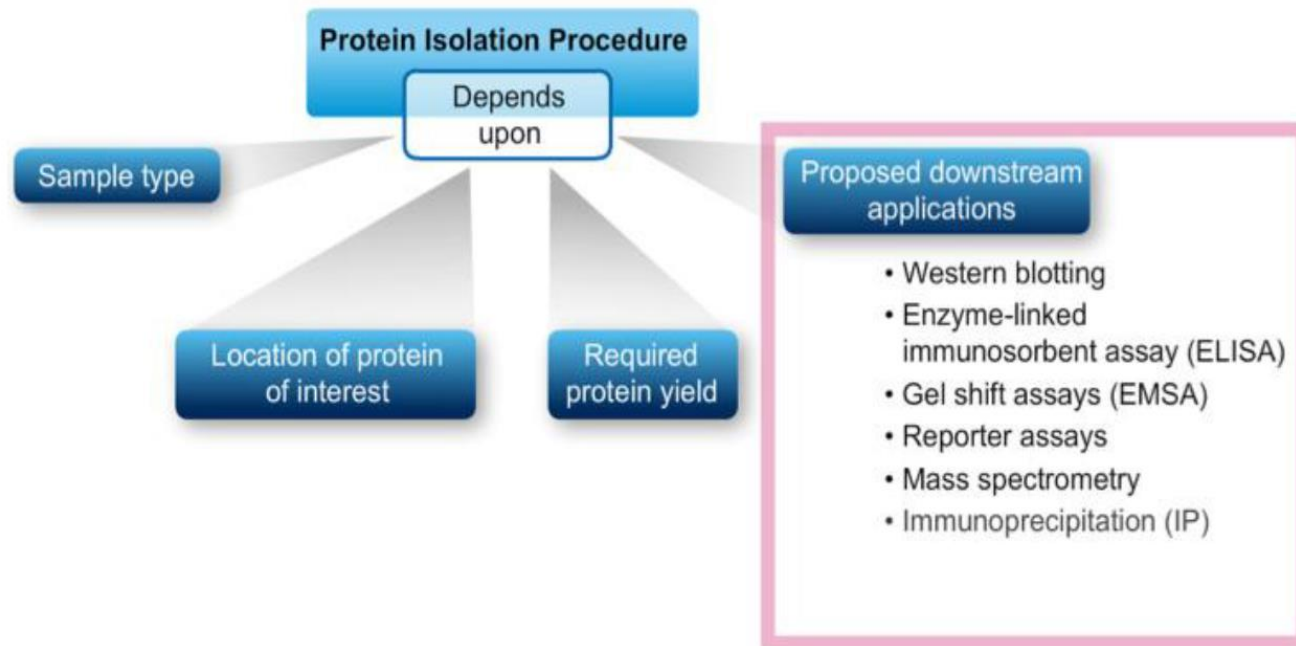 Protein Isolation Procedure
Depends
upon
Sample type
Location of protein
of interest
Required
protein yield
Proposed downstream
applications
• Western blotting
• Enzyme-linked
immunosorbent assay (ELISA)
• Gel shift assays (EMSA)
• Reporter assays
• Mass spectrometry
• Immunoprecipitation (IP)